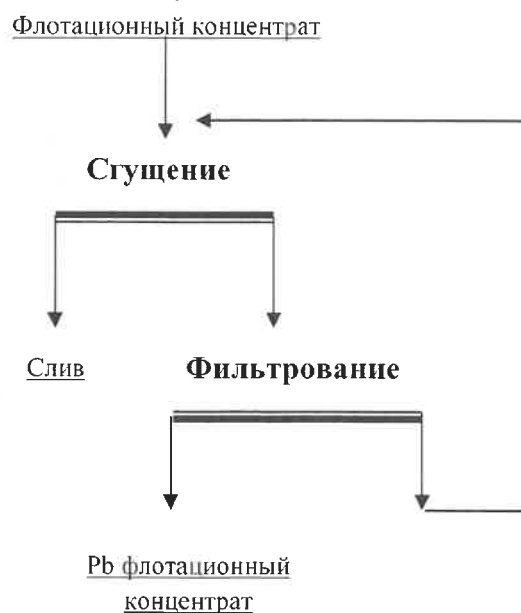 Флотационный концентрат
Сгущение
Слив Фильтрование
Pb флотационный
концентрат